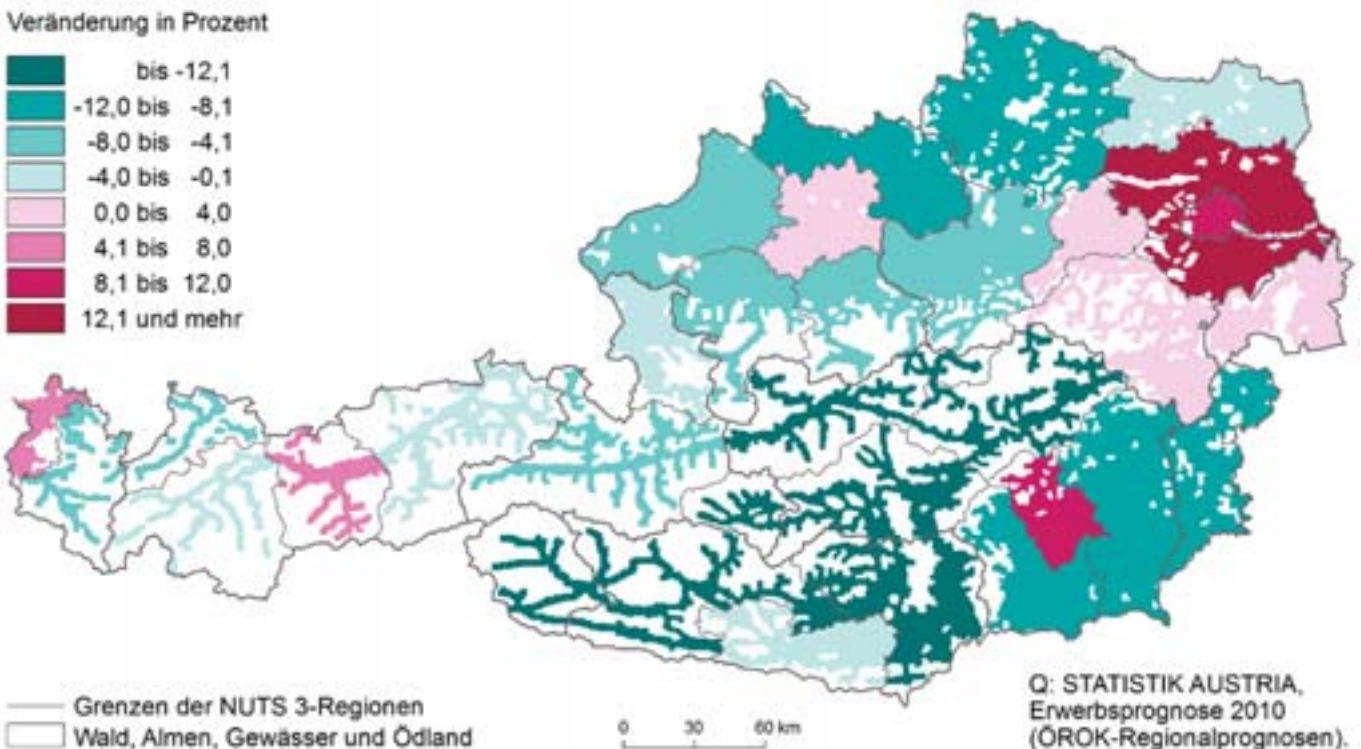 Veränderung in Prozent
bis -12,1
-12,0 bis -8,1
-8,0 bis -4,1
-4,0 bis -0,1
0,0 bis 4,0
4,1 bis 8,0
8,1 bis 12,0
12,1 und mehr
Grenzen der NUTS 3-Regionen
Wald, Almen, Gewässer und Ödland
0 30 60 km
Q: STATISTIK AUSTRIA,
Erwerbsprognose 2010
(ÖROK-Regionalprognosen).